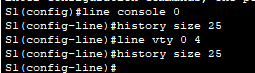 S1(config)#line console 0
S1(config-line)#history size 25
S1(config-line)#line vty 0 4
S1(config-line)#history size 25
S1(config-line)#